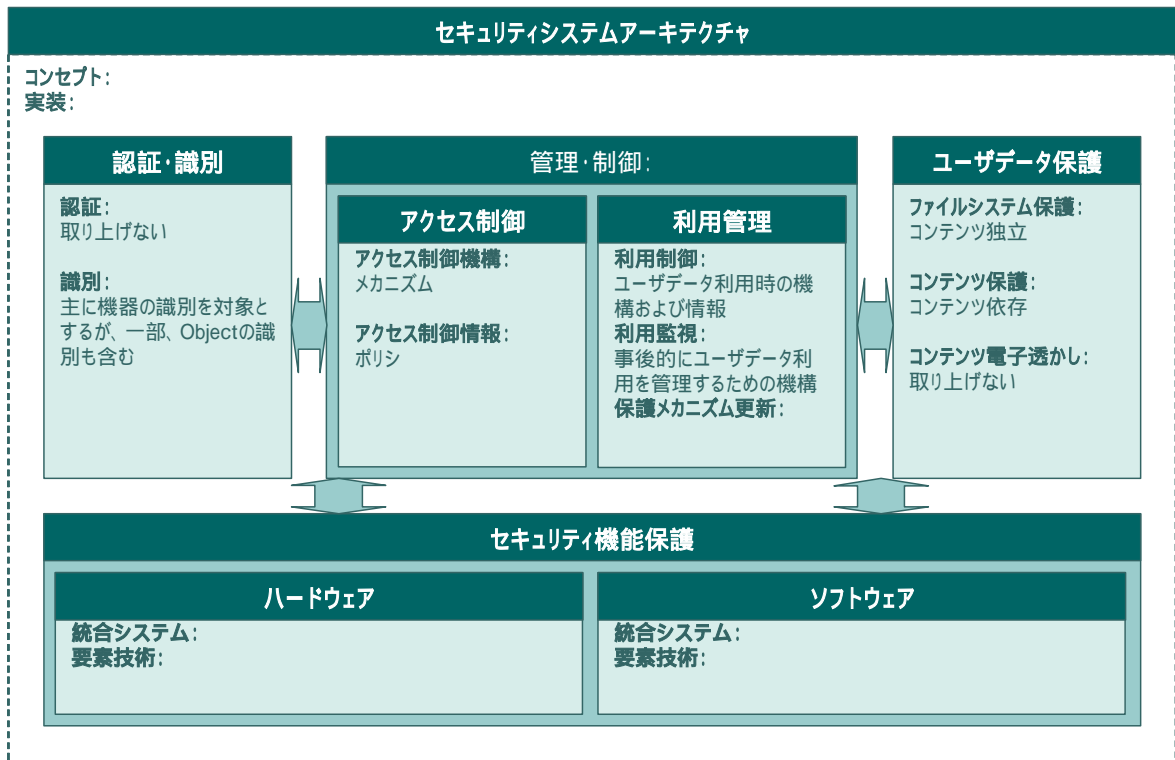 セキュリティシステムアーキテクチャ
コンセプト:
実装:
認証･識別
認証:
取り上げない
識別:
主に機器の識別を対象と
するが、一部、Objectの識
別も含む
管理･制御:
アクセス制御
アクセス制御機構:
メカニズム
アクセス制御情報:
ポリシ
利用管理
利用制御:
ユーザデータ利用時の機
構および情報
利用監視:
事後的にユーザデータ利
用を管理するための機構
保護メカニズム更新:
ユーザデータ保護
ファイルシステム保護:
コンテンツ独立
コンテンツ保護:
コンテンツ依存
コンテンツ電子透かし:
取り上げない
セキュリティ機能保護
ハードウェア
統合システム:
要素技術:
ソフトウェア
統合システム:
要素技術: